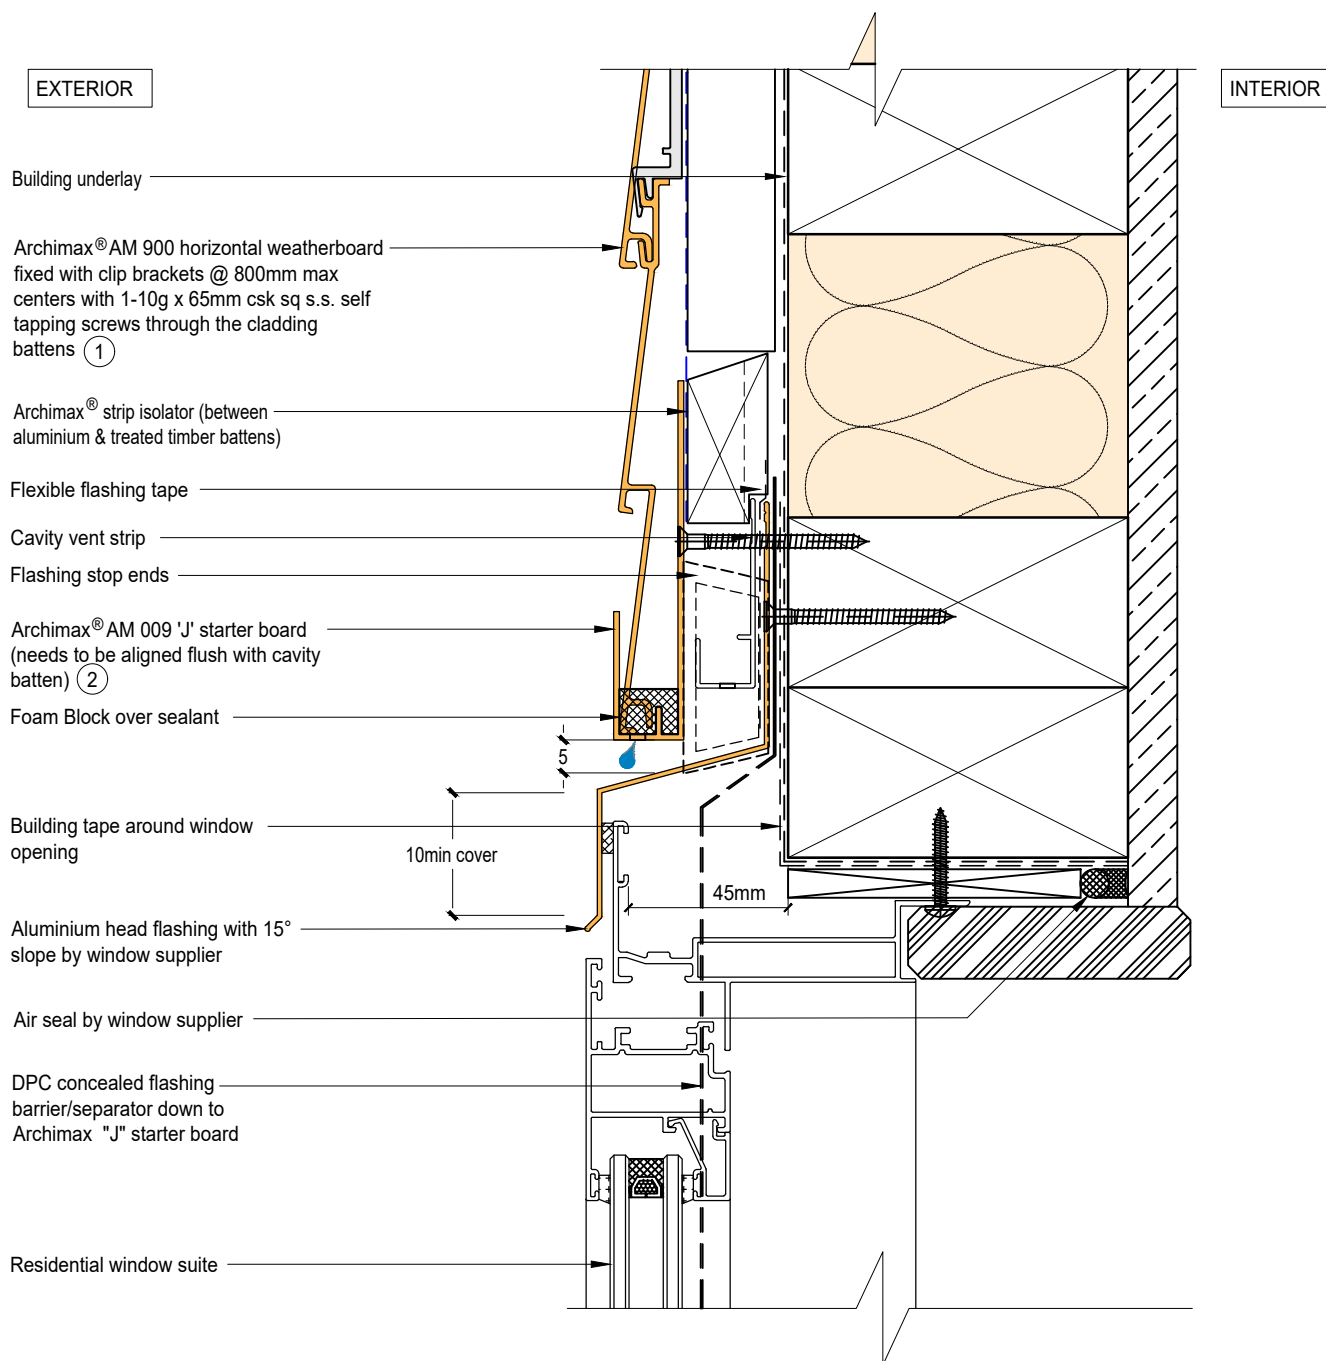 EXTERIOR
INTERIOR
Building underlay
Archimax® AM 900 horizontal weatherboard
fixed with clip brackets @ 800mm max
centers with 1-10g x 65mm csk sq s.s. self
tapping screws through the cladding
battens 1
Archimax® strip isolator (between
aluminium & treated timber battens)
Flexible flashing tape
Cavity vent strip
Flashing stop ends
Archimax® AM 009 'J' starter board
(needs to be aligned flush with cavity
batten) 2
Foam Block over sealant
5
Building tape around window
opening
10min cover
45mm
Aluminium head flashing with 15°
slope by window supplier
Air seal by window supplier
DPC concealed flashing
barrier/separator down to
Archimax "J" starter board
Residential window suite